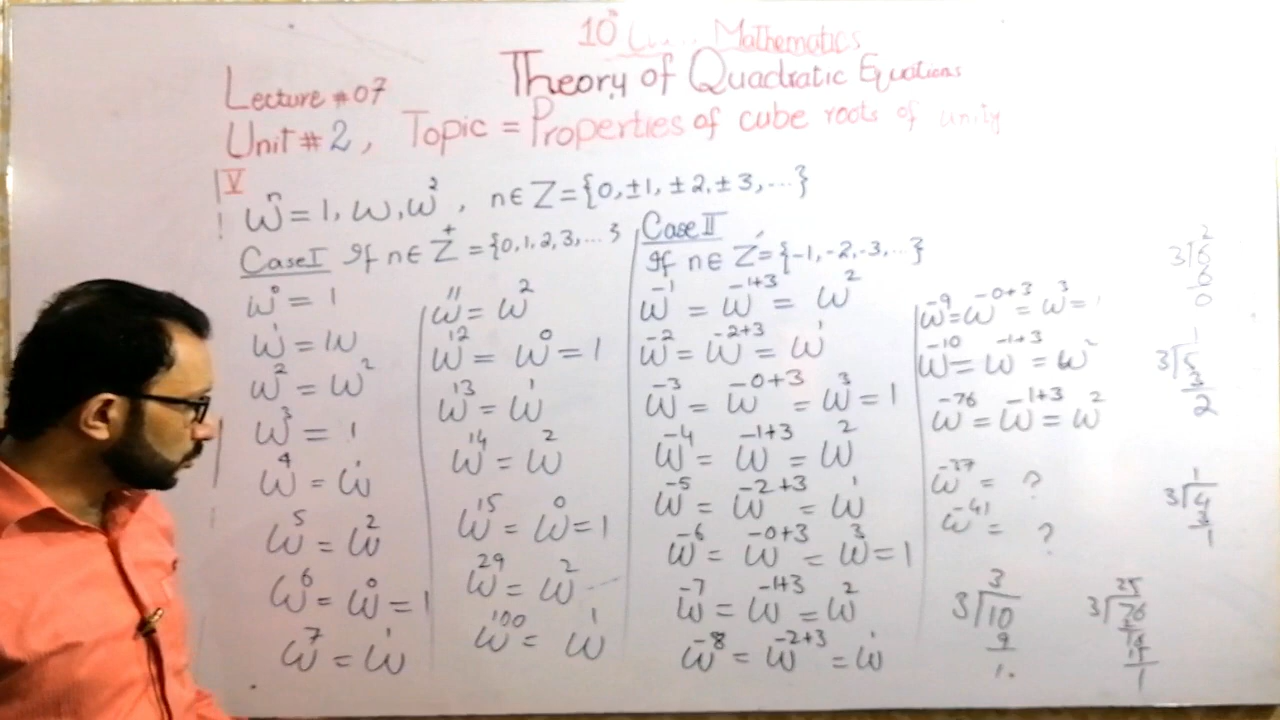 10th Mathematics
Theory of Quadratic Equations
Lecture # 07
Unit # 2, Topic = Properties of cube roots of unity
V
ωⁿ = 1, ω, ω², n ∈ Z = {0, ±1, ±2, ±3, ...}
Case I If n ∈ Z⁺ = {0, 1, 2, 3, ... }
ω⁰ = 1
ω¹ = ω
ω² = ω²
ω³ = 1
ω⁴ = ω¹
ω⁵ = ω²
ω⁶ = ω⁰ = 1
ω⁷ = ω¹
ω¹¹ = ω²
ω¹² = ω⁰ = 1
ω¹³ = ω¹
ω¹⁴ = ω²
ω¹⁵ = ω⁰ = 1
ω²⁹ = ω²
ω¹⁰⁰ = ω¹
Case II
If n ∈ Z⁻ = {-1, -2, -3, ...}
ω⁻¹ = ω⁻¹⁺³ = ω²
ω⁻² = ω⁻²⁺³ = ω¹
ω⁻³ = ω⁻⁰⁺³ = ω³ = 1
ω⁻⁴ = ω⁻¹⁺³ = ω²
ω⁻⁵ = ω⁻²⁺³ = ω¹
ω⁻⁶ = ω⁻⁰⁺³ = ω³ = 1
ω⁻⁷ = ω⁻¹⁺³ = ω²
ω⁻⁸ = ω⁻²⁺³ = ω¹
ω⁻⁹ = ω⁻⁰⁺³ = ω³ = 1
ω⁻¹⁰ = ω⁻¹⁺³ = ω²
ω⁻⁷⁶ = ω⁻¹⁺³ = ω²
ω⁻³⁷ = ?
ω⁻⁴¹ = ?
3
3 10
9
1
2
3 6
6
0
1
3 5
3
2
1
3 4
1
25
3 76
1